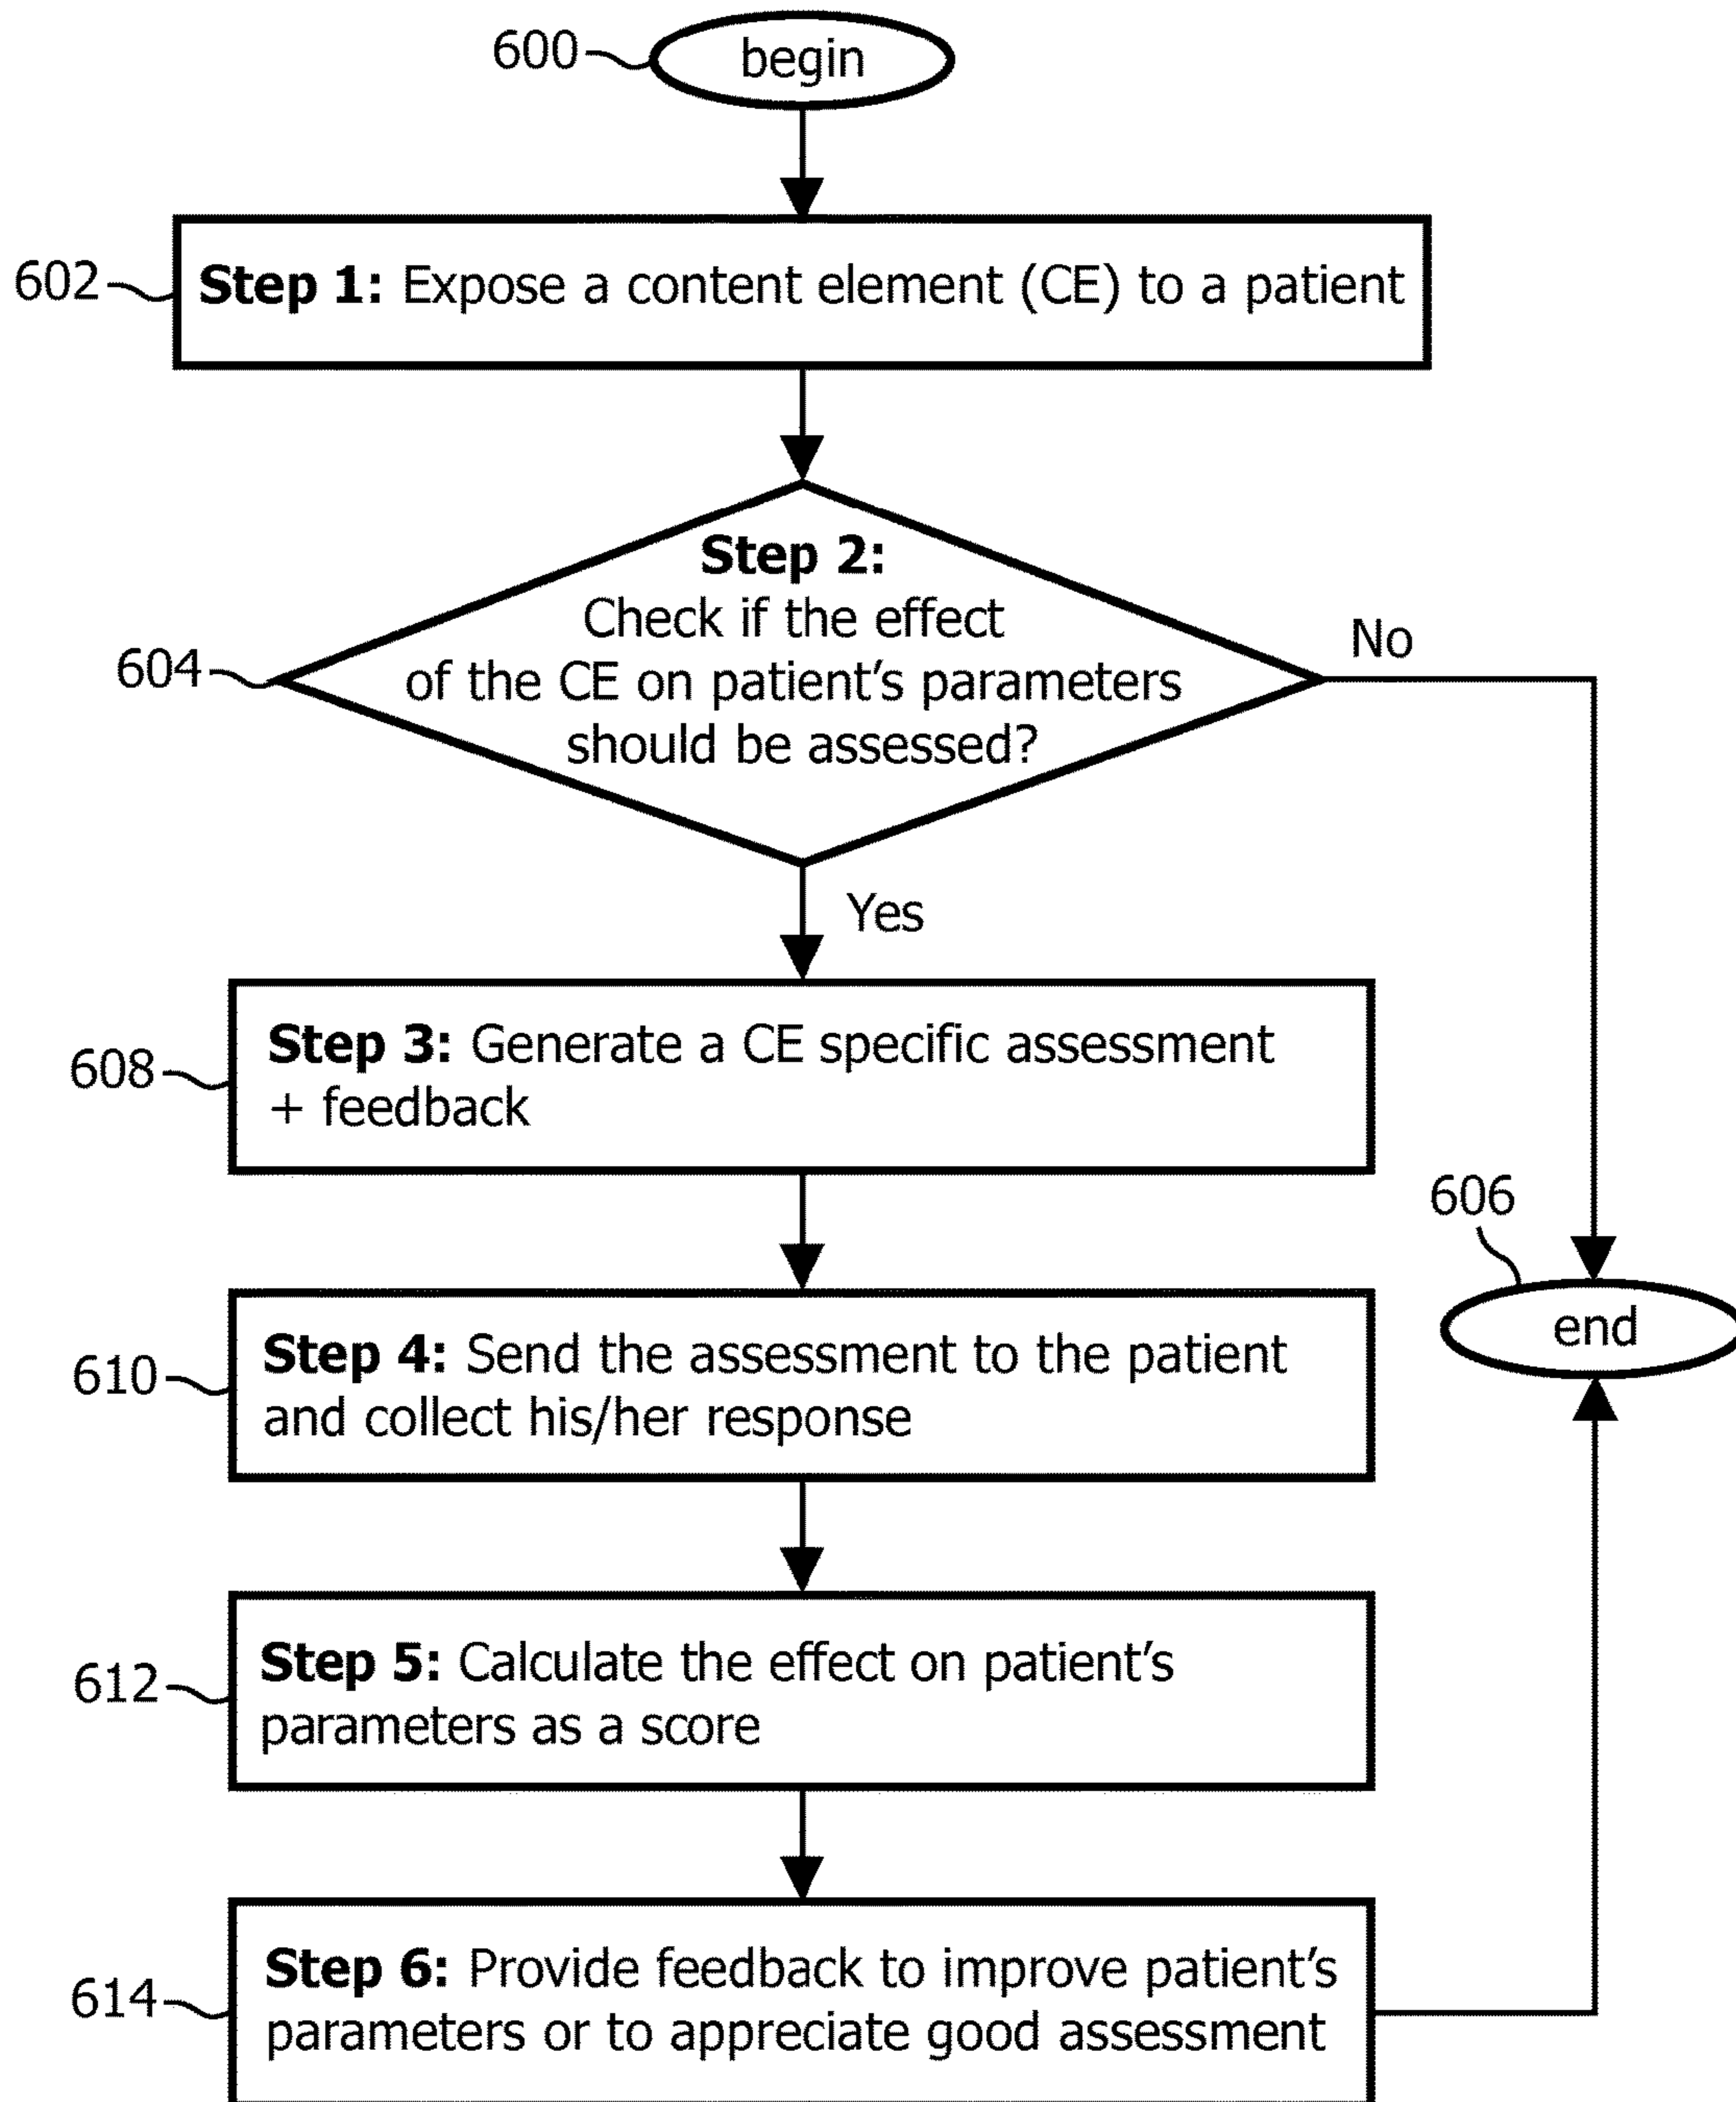 600
begin
602
Step 1: Expose a content element (CE) to a patient
Step 2:
Check if the effect
of the CE on patient’s parameters
should be assessed?
604
No
Yes
608
Step 3: Generate a CE specific assessment
+ feedback
606
end
610
Step 4: Send the assessment to the patient
and collect his/her response
612
Step 5: Calculate the effect on patient’s
parameters as a score
614
Step 6: Provide feedback to improve patient’s
parameters or to appreciate good assessment